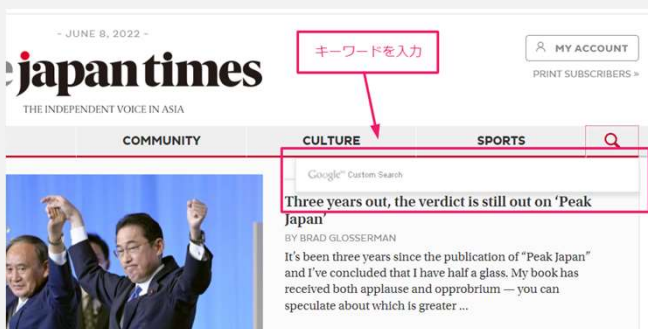 - JUNE 8, 2022 -
キーワードを入力
MY ACCOUNT
japan times
PRINT SUBSCRIBERS »
THE INDEPENDENT VOICE IN ASIA
COMMUNITY
CULTURE
SPORTS
Google™ Custom Search
Three years out, the verdict is still out on ‘Peak
Japan’
BY BRAD GLOSSERMAN
It’s been three years since the publication of “Peak Japan”
and I’ve concluded that I have half a glass. My book has
received both applause and opprobrium — you can
speculate about which is greater ...